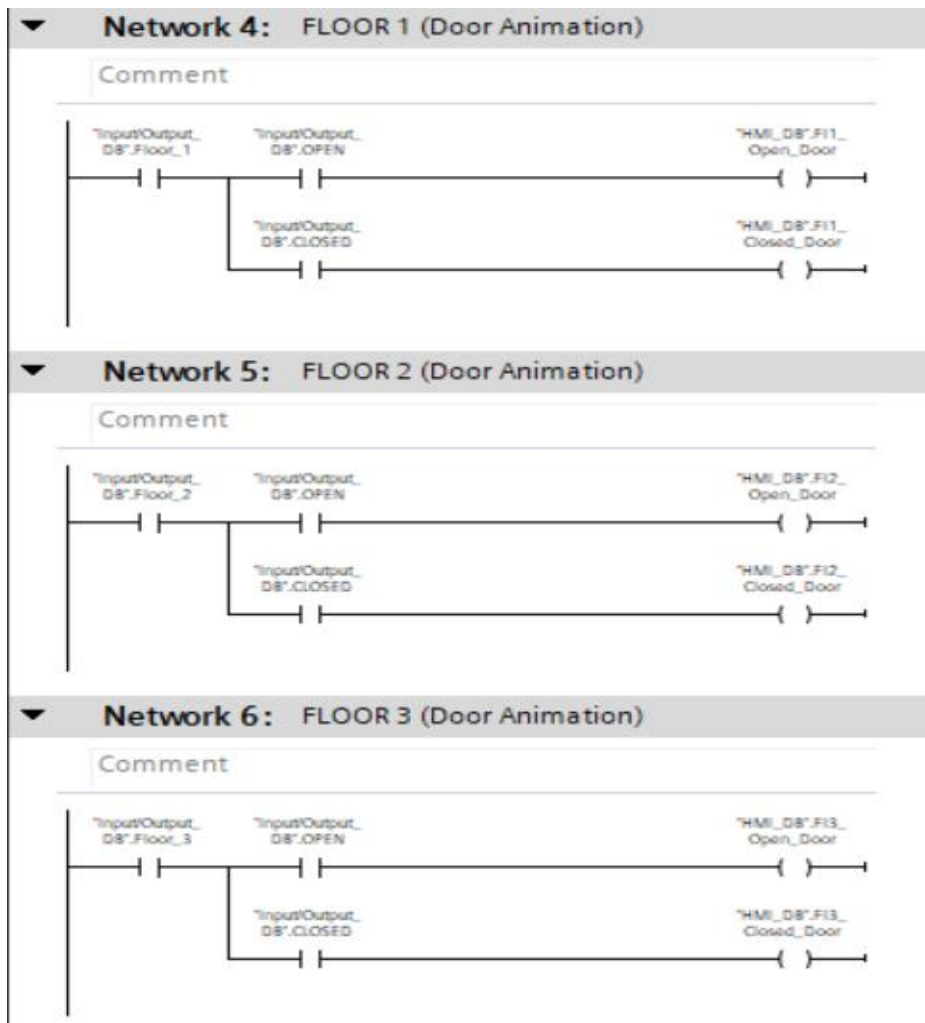 Network 4: FLOOR 1 (Door Animation)
Comment
"Input/Output_
DB".Floor_1
"Input/Output_
DB".OPEN
"HMI_DB".Fl1_
Open_Door
"Input/Output_
DB".CLOSED
"HMI_DB".Fl1_
Closed_Door
Network 5: FLOOR 2 (Door Animation)
Comment
"Input/Output_
DB".Floor_2
"Input/Output_
DB".OPEN
"HMI_DB".Fl2_
Open_Door
"Input/Output_
DB".CLOSED
"HMI_DB".Fl2_
Closed_Door
Network 6: FLOOR 3 (Door Animation)
Comment
"Input/Output_
DB".Floor_3
"Input/Output_
DB".OPEN
"HMI_DB".Fl3_
Open_Door
"Input/Output_
DB".CLOSED
"HMI_DB".Fl3_
Closed_Door